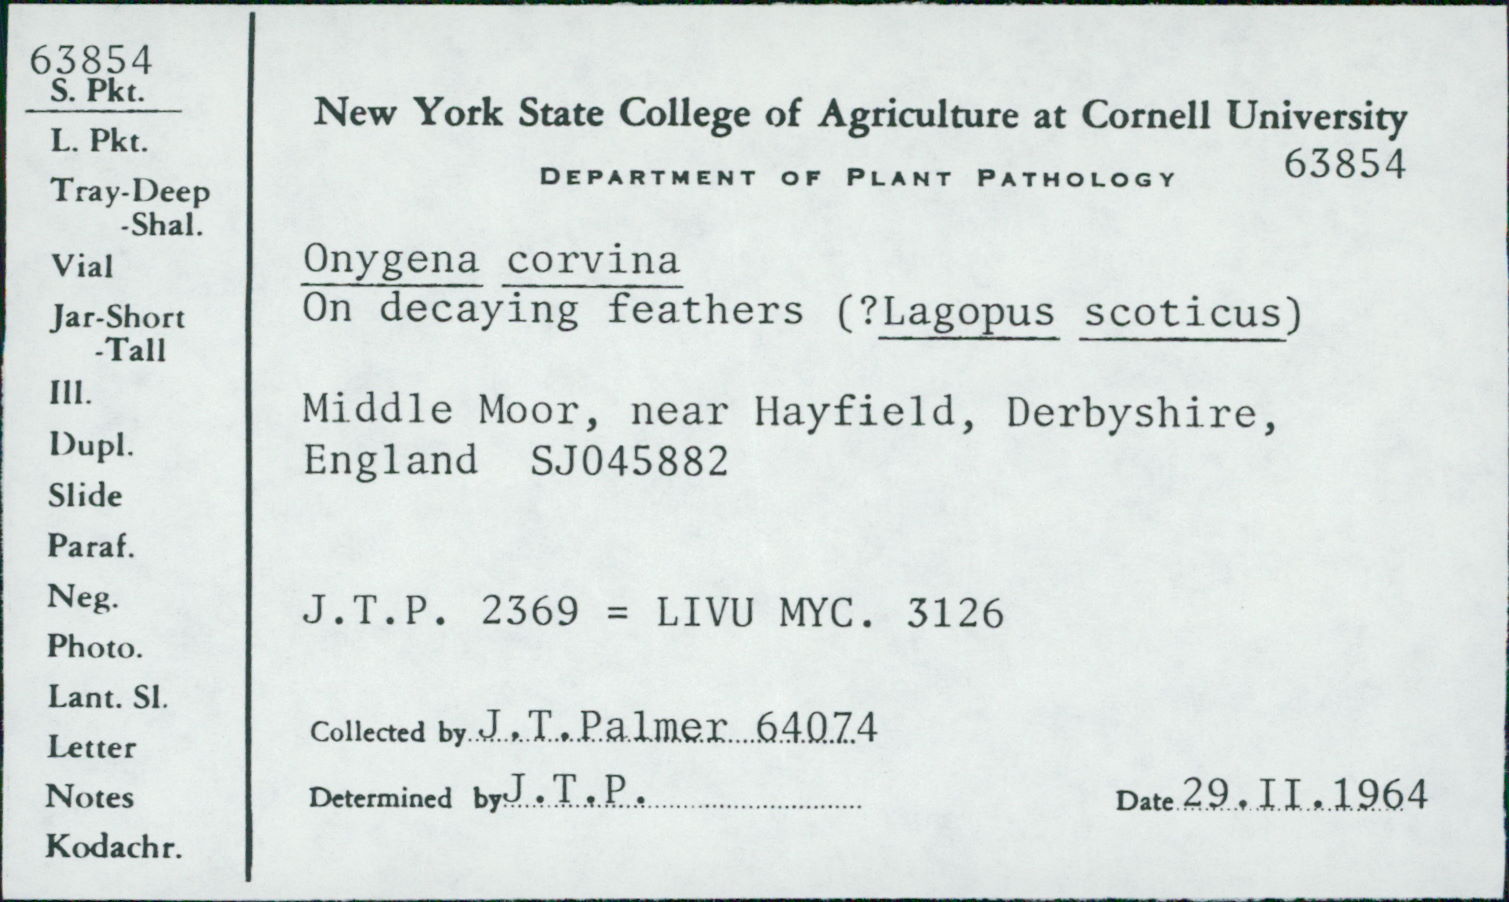 63854
S. Pkt.
L. Pkt.
Tray-Deep
-Shal.
Vial
Jar-Short
-Tall
Ill.
Dupl.
Slide
Paraf.
Neg.
Photo.
Lant. Sl.
Letter
Notes
Kodachr.
New York State College of Agriculture at Cornell University
DEPARTMENT OF PLANT PATHOLOGY 63854
Onygena corvina
On decaying feathers (?Lagopus scoticus)
Middle Moor, near Hayfield, Derbyshire,
England SJ045882
J.T.P. 2369 = LIVU MYC. 3126
Collected by J.T.Palmer 64074
Determined by J.T.P. Date 29.II.1964